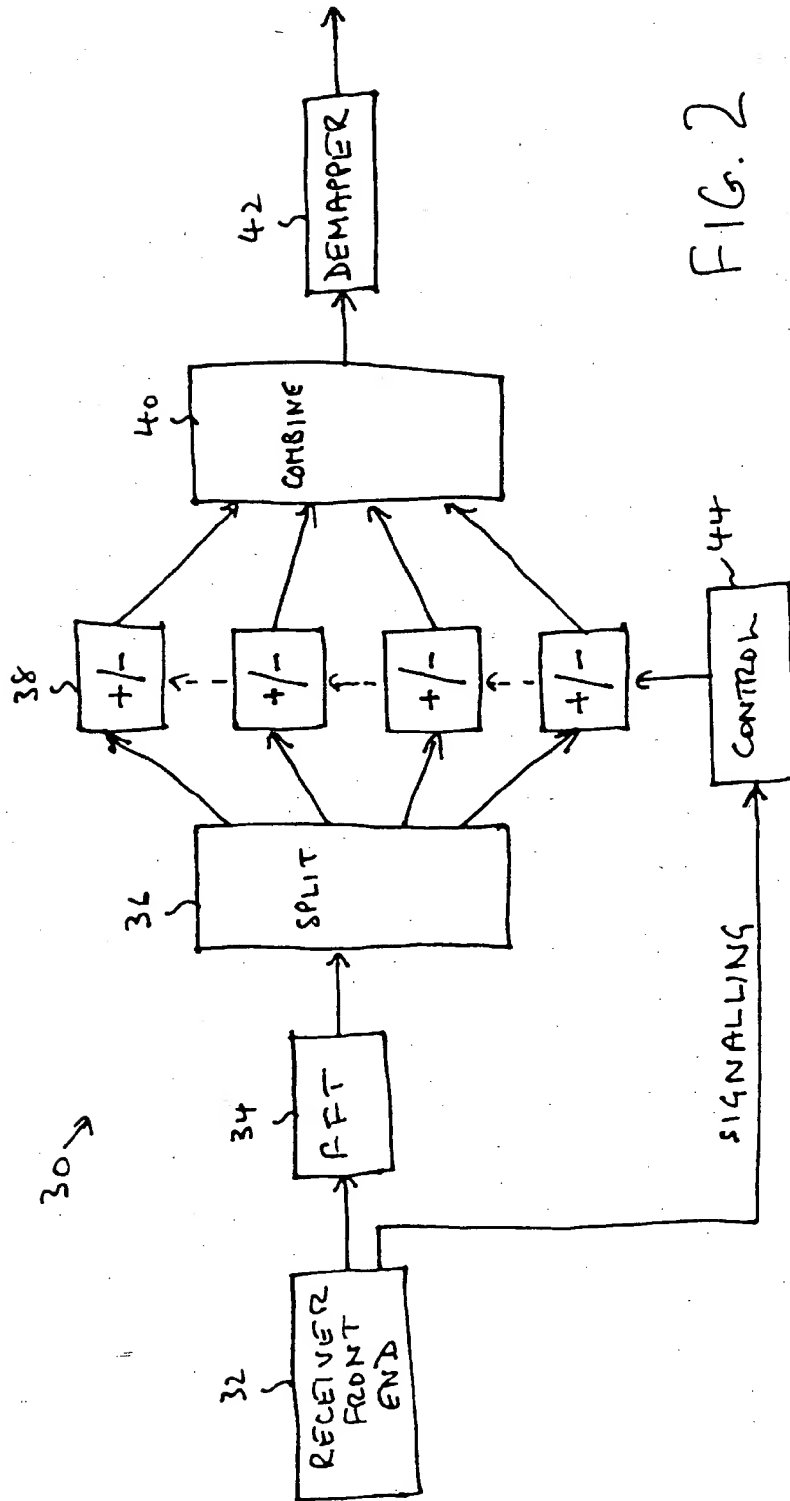 30
32
RECEIVER
FRONT
END
34
FFT
36
SPLIT
38
+/-
+/-
+/-
+/-
40
COMBINE
42
DEMAPPER
SIGNALLING
44
CONTROL
FIG. 2